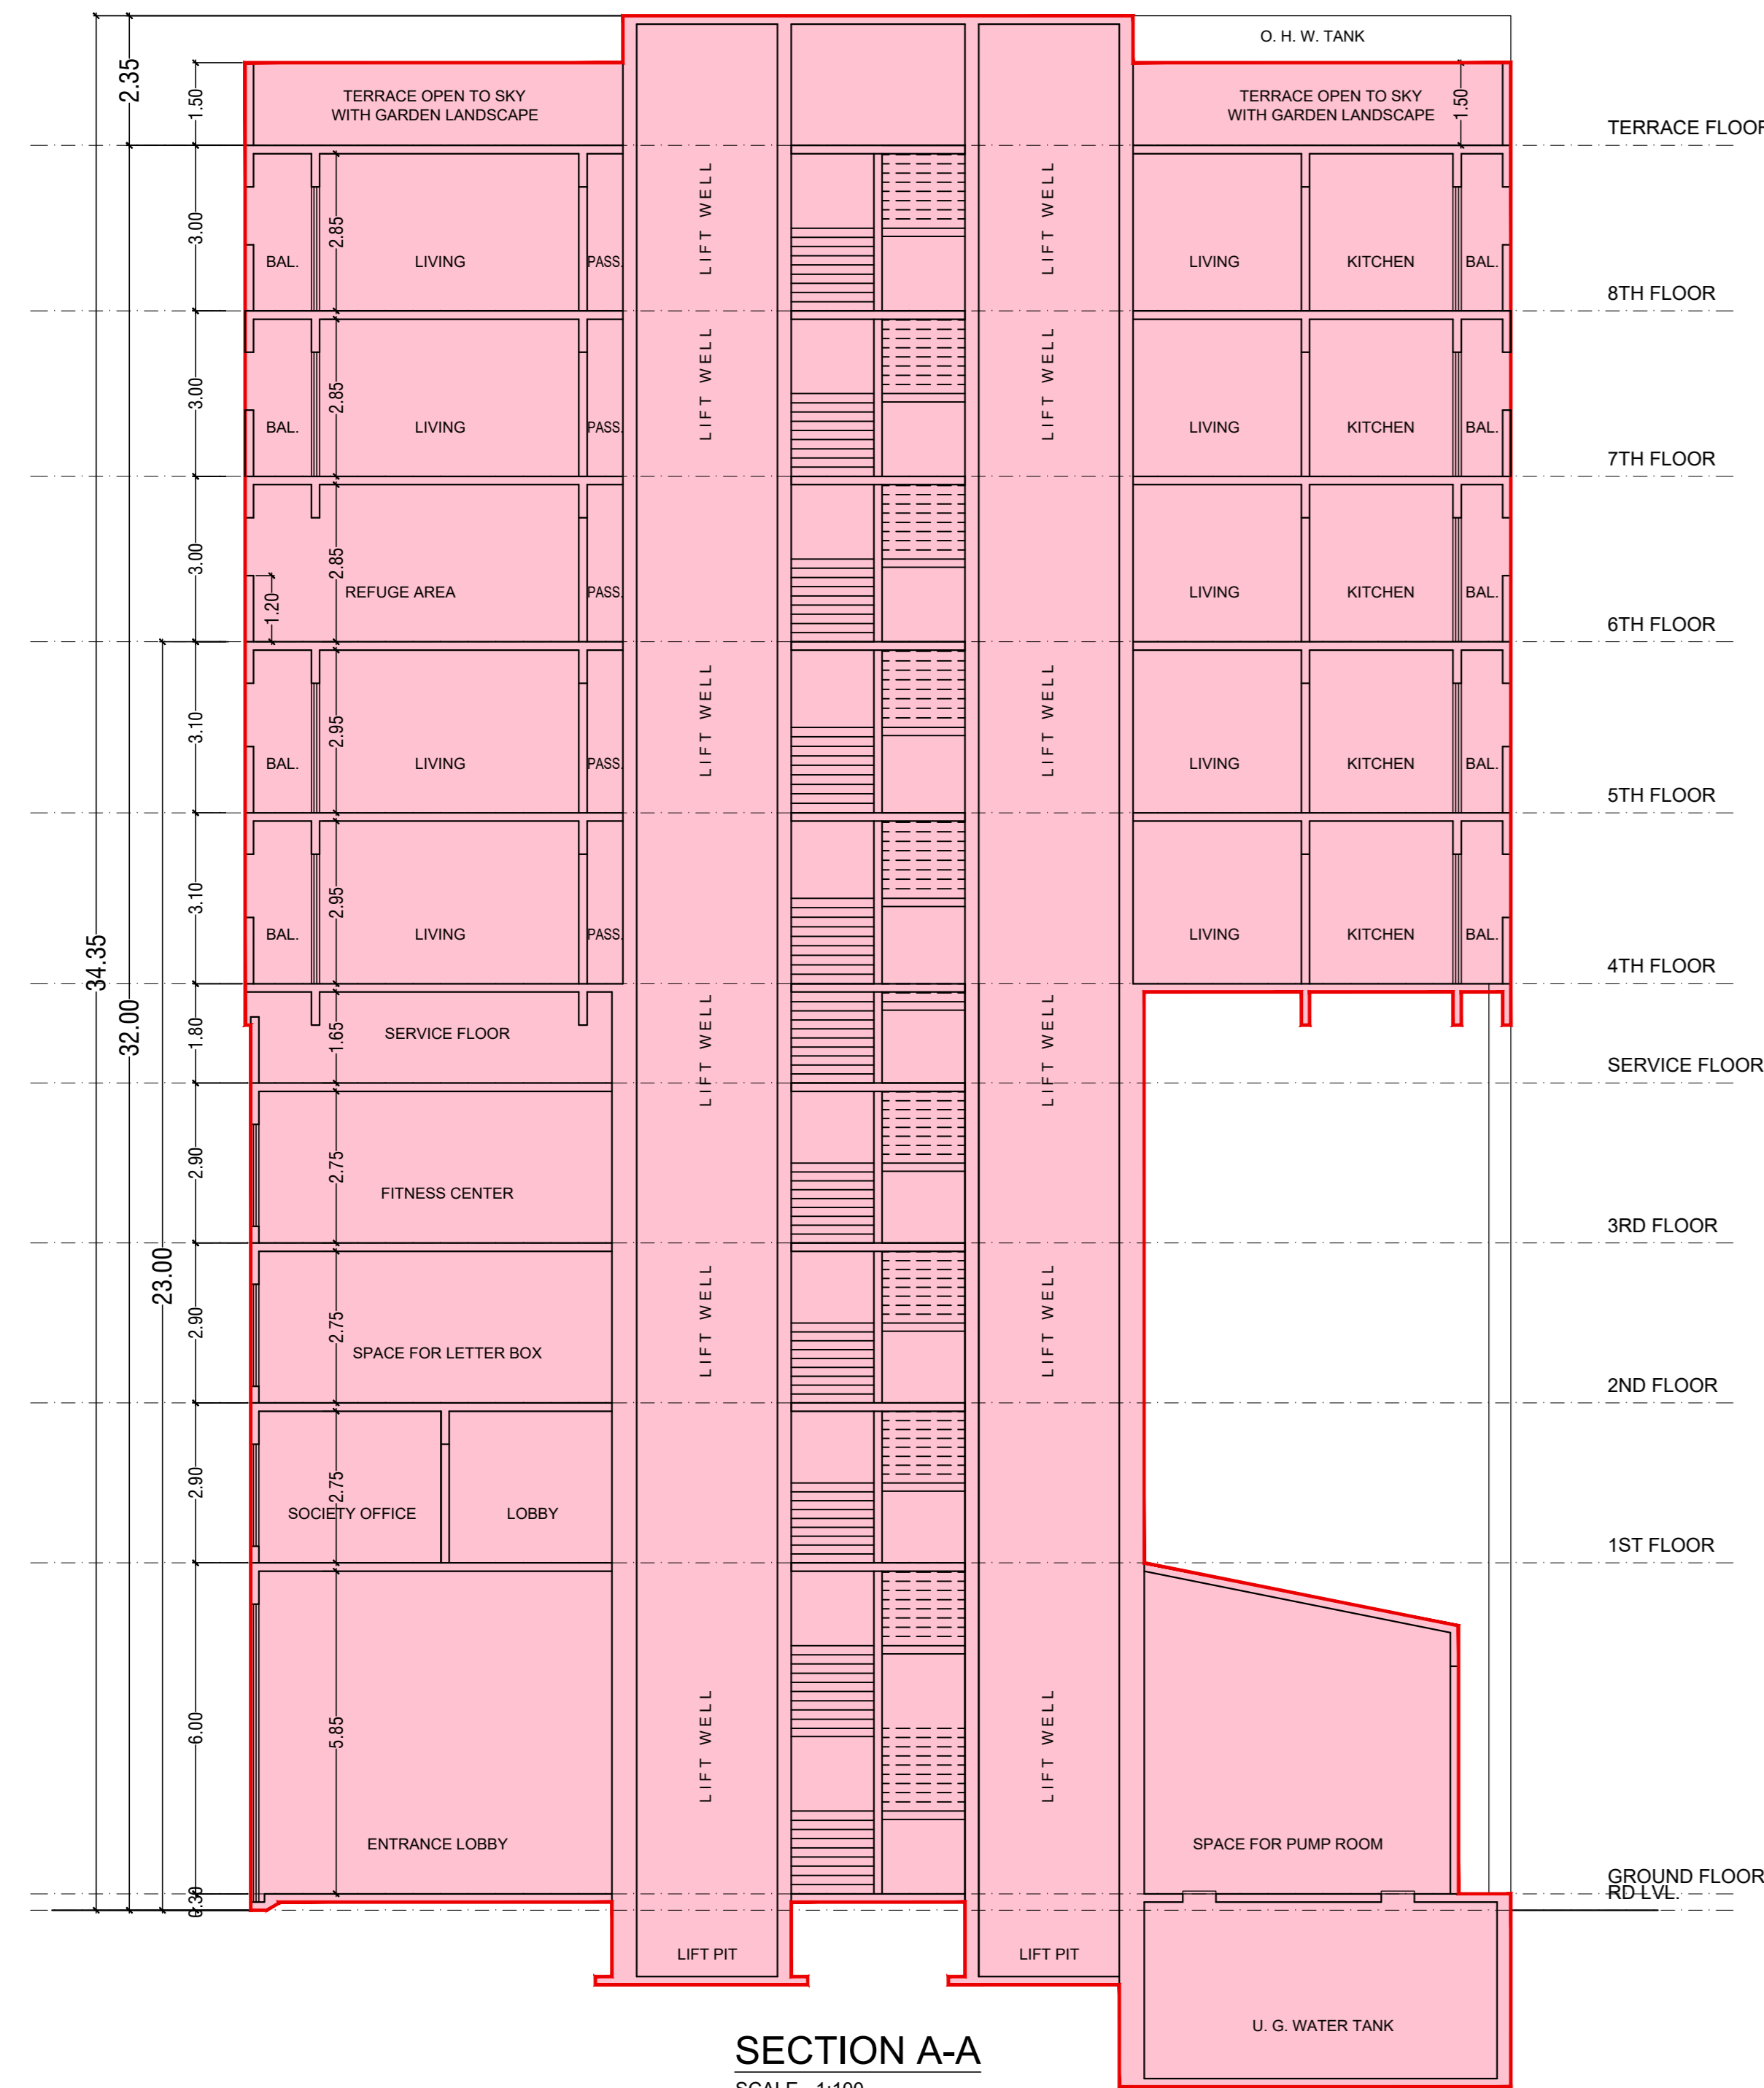 O. H. W. TANK
2.35
1.50
TERRACE OPEN TO SKY
WITH GARDEN LANDSCAPE
TERRACE OPEN TO SKY
WITH GARDEN LANDSCAPE
1.50
TERRACE FLOOR
3.00
2.85
BAL.
LIVING
PASS.
LIFT WELL
LIFT WELL
LIVING
KITCHEN
BAL.
8TH FLOOR
3.00
2.85
BAL.
LIVING
PASS.
LIFT WELL
LIFT WELL
LIVING
KITCHEN
BAL.
7TH FLOOR
3.00
2.85
1.20
REFUGE AREA
PASS.
LIVING
KITCHEN
BAL.
6TH FLOOR
3.10
2.95
BAL.
LIVING
PASS.
LIFT WELL
LIFT WELL
LIVING
KITCHEN
BAL.
5TH FLOOR
3.10
2.95
BAL.
LIVING
PASS.
LIVING
KITCHEN
BAL.
34.35
4TH FLOOR
32.00
1.80
1.65
SERVICE FLOOR
LIFT WELL
LIFT WELL
SERVICE FLOOR
2.90
2.75
FITNESS CENTER
3RD FLOOR
23.00
2.90
2.75
SPACE FOR LETTER BOX
LIFT WELL
LIFT WELL
2ND FLOOR
2.90
2.75
SOCIETY OFFICE
LOBBY
1ST FLOOR
6.00
5.85
LIFT WELL
LIFT WELL
ENTRANCE LOBBY
SPACE FOR PUMP ROOM
GROUND FLOOR
RD LVL.
0.30
LIFT PIT
LIFT PIT
U. G. WATER TANK
SECTION A-A
SCALE - 1:100